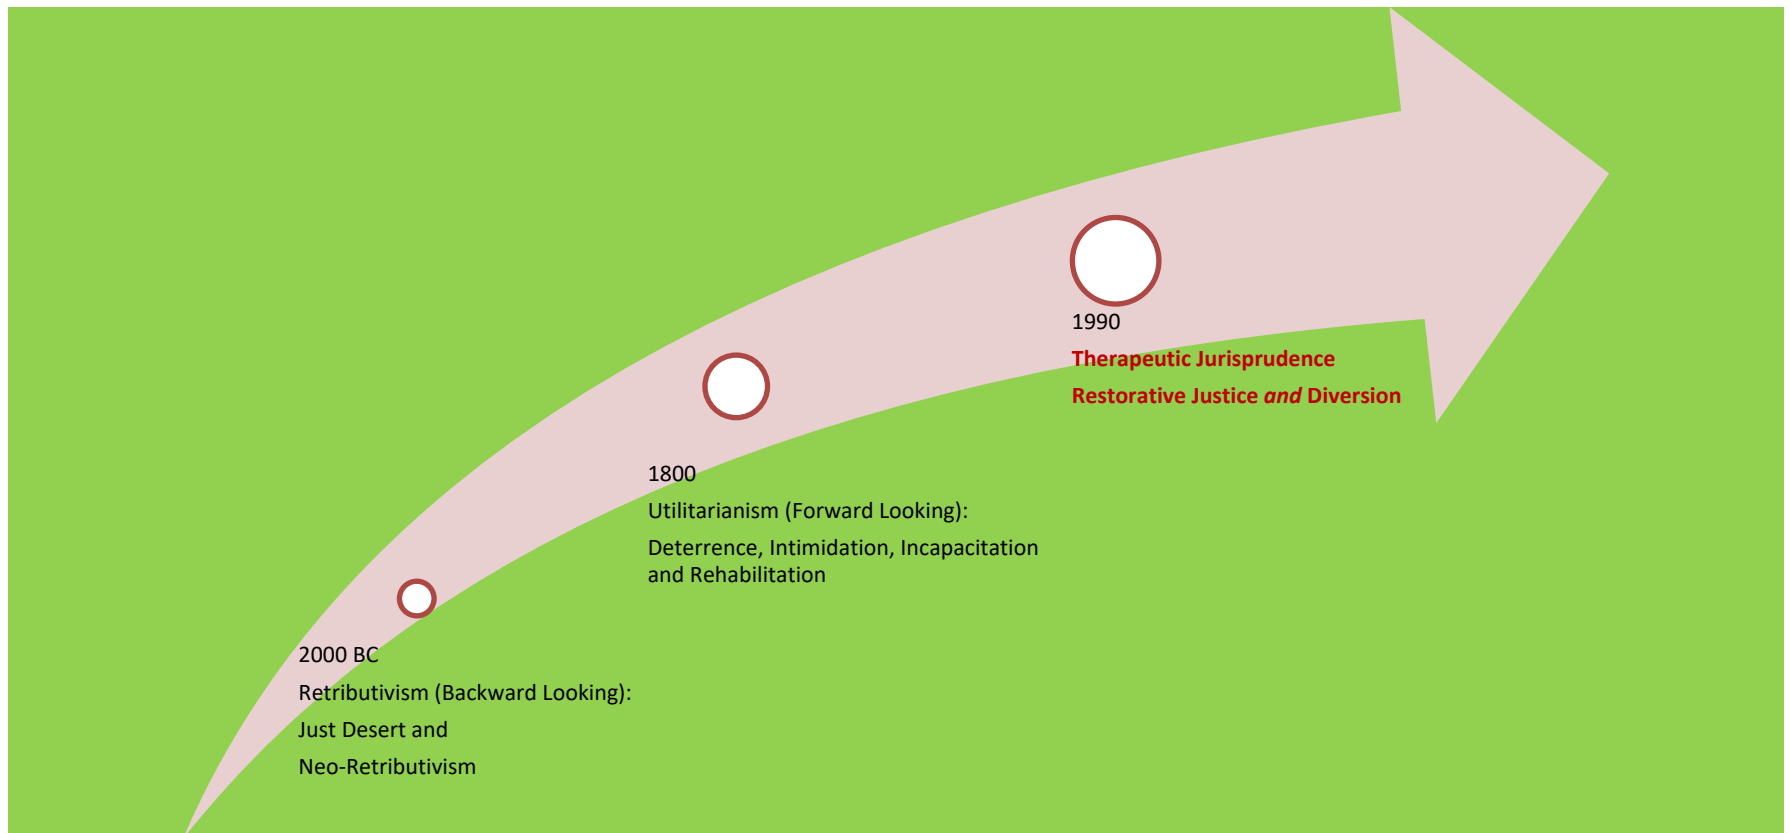 1990
Therapeutic Jurisprudence
Restorative Justice and Diversion
1800
Utilitarianism (Forward Looking):
Deterrence, Intimidation, Incapacitation
and Rehabilitation
2000 BC
Retributivism (Backward Looking):
Just Desert and
Neo-Retributivism